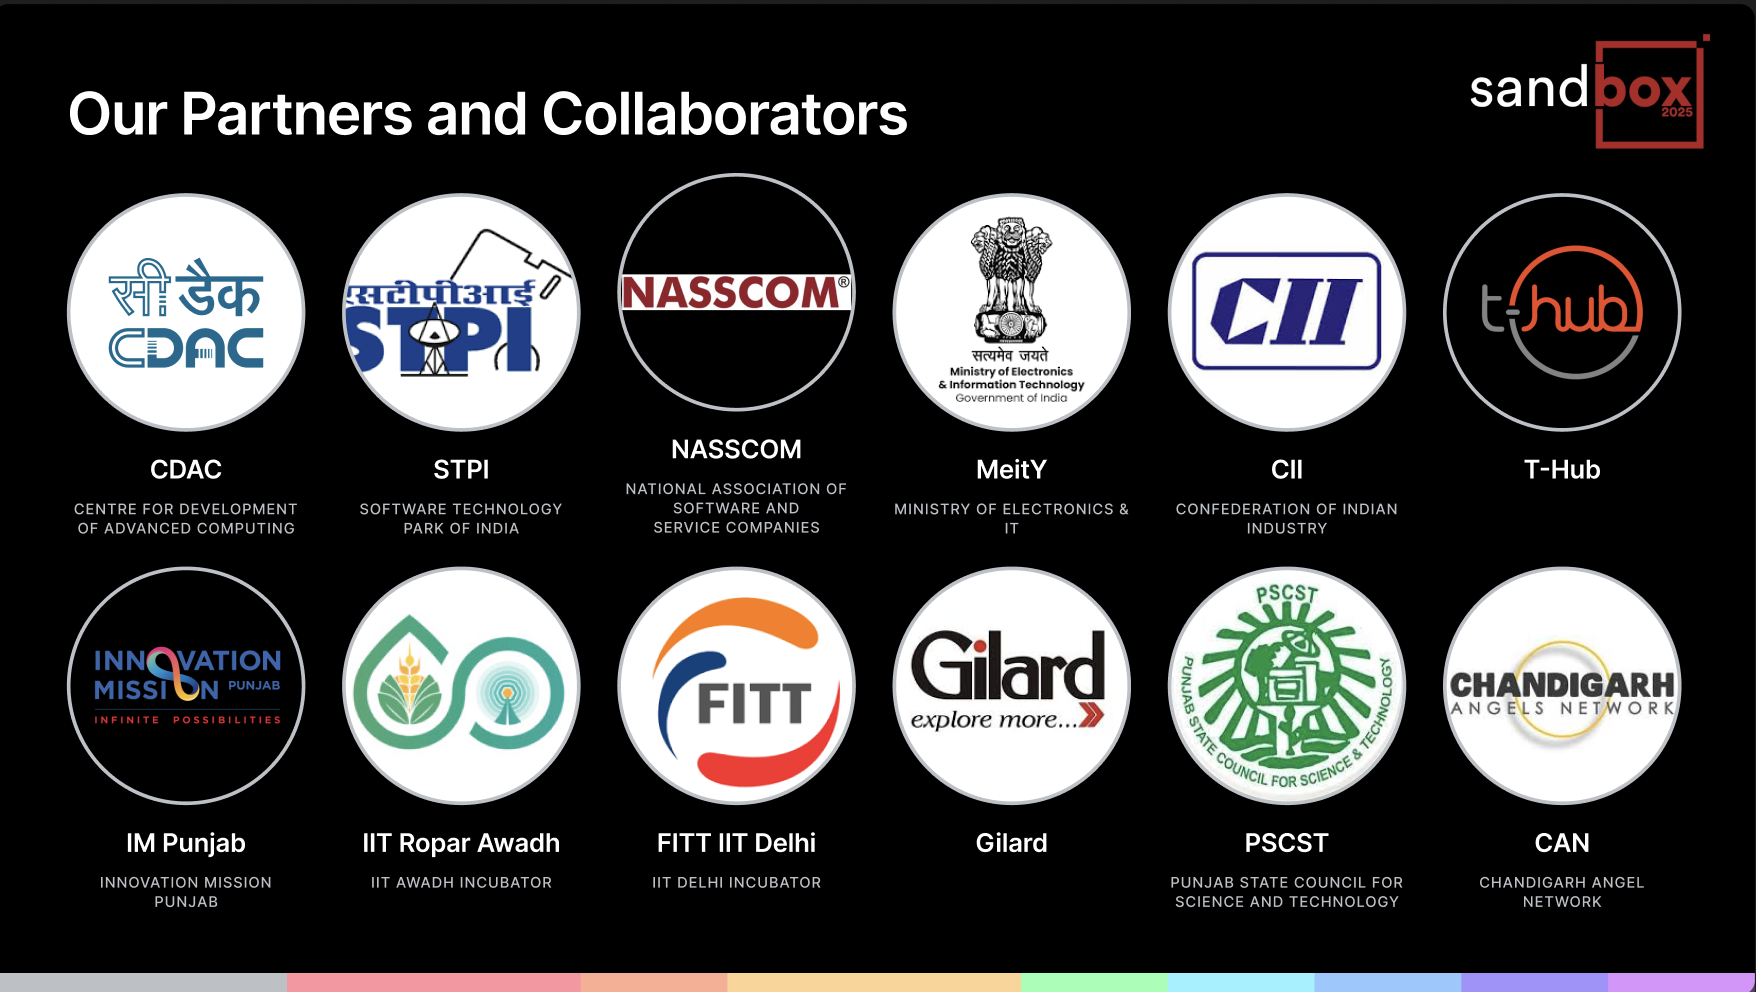 Our Partners and Collaborators
sandbox
2025
सी डैक
CDAC
एसटीपीआई
STPI
NASSCOM®
सत्यमेव जयते
Ministry of Electronics
& Information Technology
Government of India
CII
t-hub
CDAC
CENTRE FOR DEVELOPMENT
OF ADVANCED COMPUTING
STPI
SOFTWARE TECHNOLOGY
PARK OF INDIA
NASSCOM
NATIONAL ASSOCIATION OF
SOFTWARE AND
SERVICE COMPANIES
MeitY
MINISTRY OF ELECTRONICS &
IT
CII
CONFEDERATION OF INDIAN
INDUSTRY
T-Hub
INNOVATION
MISSION PUNJAB
INFINITE POSSIBILITIES
FITT
Gilard
explore more...
PSCST
PUNJAB STATE COUNCIL FOR SCIENCE & TECHNOLOGY
CHANDIGARH
ANGELS NETWORK
IM Punjab
INNOVATION MISSION
PUNJAB
IIT Ropar Awadh
IIT AWADH INCUBATOR
FITT IIT Delhi
IIT DELHI INCUBATOR
Gilard
PSCST
PUNJAB STATE COUNCIL FOR
SCIENCE AND TECHNOLOGY
CAN
CHANDIGARH ANGEL
NETWORK